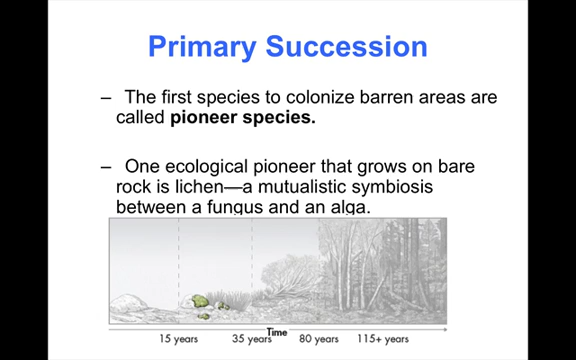 Primary Succession
– The first species to colonize barren areas are
called pioneer species.
– One ecological pioneer that grows on bare
rock is lichen—a mutualistic symbiosis
between a fungus and an alga.
Time
15 years 35 years 80 years 115+ years